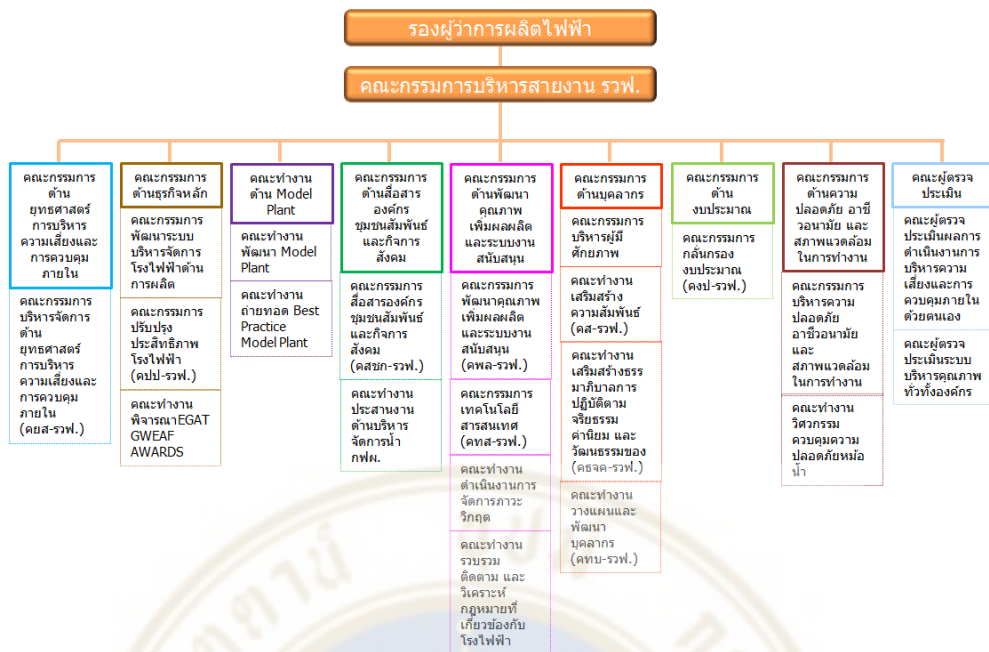 รองผู้ว่าการผลิตไฟฟ้า
คณะกรรมการบริหารสายงาน รวฟ.
คณะกรรมการ
ด้าน
ยุทธศาสตร์
การบริหาร
ความเสี่ยงและ
การควบคุม
ภายใน
คณะกรรมการ
บริหารจัดการ
ด้าน
ยุทธศาสตร์
การบริหาร
ความเสี่ยงและ
การควบคุม
ภายใน
(คยส-รวฟ.)
คณะกรรมการ
ด้านธุรกิจหลัก
คณะกรรมการ
พัฒนาระบบ
บริหารจัดการ
โรงไฟฟ้าด้าน
การผลิต
คณะกรรมการ
ปรับปรุง
ประสิทธิภาพ
โรงไฟฟ้า
(คปป-รวฟ.)
คณะทำงาน
พิจารณาEGAT
GWEAF
AWARDS
คณะทำงาน
ด้าน Model
Plant
คณะทำงาน
พัฒนา Model
Plant
คณะทำงาน
ถ่ายทอด Best
Practice
Model Plant
คณะกรรมการ
ด้านสื่อสาร
องค์กร
ชุมชนสัมพันธ์
และกิจการ
สังคม
คณะกรรมการ
สื่อสารองค์กร
ชุมชนสัมพันธ์
และกิจการ
สังคม
(คสชก-รวฟ.)
คณะทำงาน
ประสานงาน
ด้านบริหาร
จัดการน้ำ
กฟผ.
คณะกรรมการ
ด้านพัฒนา
คุณภาพ
เพิ่มผลผลิต
และระบบงาน
สนับสนุน
คณะกรรมการ
พัฒนาคุณภาพ
เพิ่มผลผลิต
และระบบงาน
สนับสนุน
(คพล-รวฟ.)
คณะกรรมการ
เทคโนโลยี
สารสนเทศ
(คทส-รวฟ.)
คณะทำงาน
ดำเนินงานการ
จัดการภาวะ
วิกฤต
คณะทำงาน
รวบรวม
ติดตาม และ
วิเคราะห์
กฎหมายที่
เกี่ยวข้องกับ
โรงไฟฟ้า
คณะกรรมการ
ด้านบุคลากร
คณะกรรมการ
บริหารผู้มี
ศักยภาพ
คณะทำงาน
เสริมสร้าง
ความสัมพันธ์
(คส-รวฟ.)
คณะทำงาน
เสริมสร้างธรร
มาภิบาลการ
ปฏิบัติตาม
จริยธรรม
ค่านิยม และ
วัฒนธรรมของ
(คธจค-รวฟ.)
คณะทำงาน
วางแผนและ
พัฒนา
บุคลากร
(คทบ-รวฟ.)
คณะกรรมการ
ด้าน
งบประมาณ
คณะกรรมการ
กลั่นกรอง
งบประมาณ
(คงป-รวฟ.)
คณะกรรมการ
ด้านความ
ปลอดภัย อาชี
วอนามัย และ
สภาพแวดล้อม
ในการทำงาน
คณะกรรมการ
บริหารความ
ปลอดภัย
อาชีวอนามัย
และ
สภาพแวดล้อม
ในการทำงาน
คณะทำงาน
วิศวกรรม
ควบคุมความ
ปลอดภัยหม้อ
น้ำ
คณะผู้ตรวจ
ประเมิน
คณะผู้ตรวจ
ประเมินผลการ
ดำเนินงานการ
บริหารความ
เสี่ยงและการ
ควบคุมภายใน
ด้วยตนเอง
คณะผู้ตรวจ
ประเมินระบบ
บริหารคุณภาพ
ทั่วทั้งองค์กร